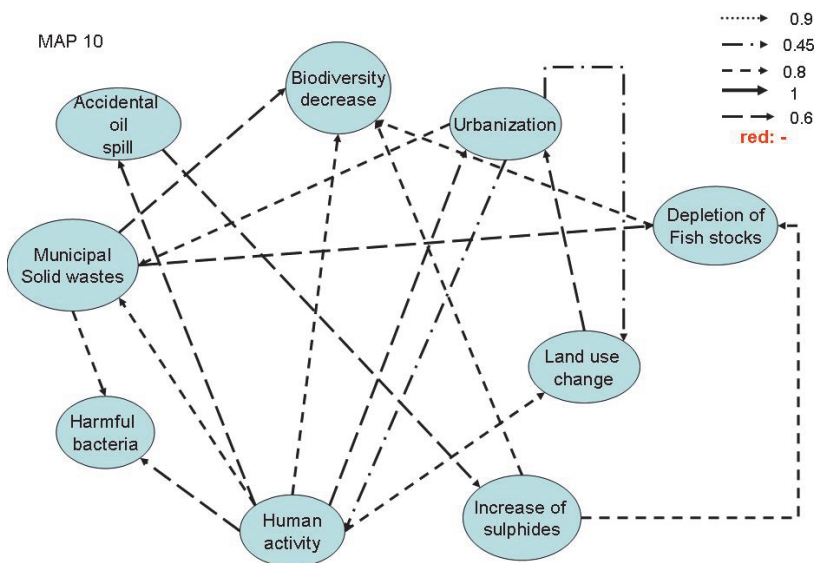 MAP 10
0.9
0.45
0.8
1
0.6
red: -
Biodiversity
decrease
Accidental
oil
spill
Urbanization
Depletion of
Fish stocks
Municipal
Solid wastes
Land use
change
Harmful
bacteria
Human
activity
Increase of
sulphides